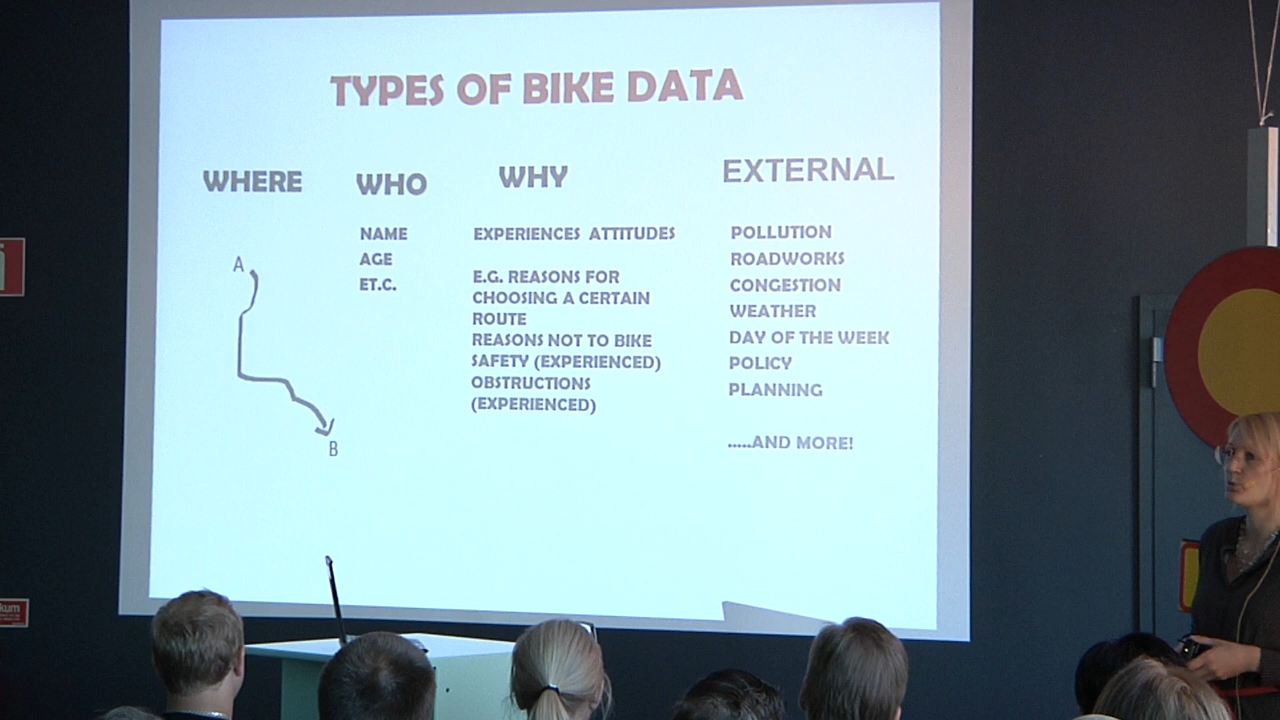 TYPES OF BIKE DATA
WHERE
A
B
WHO
NAME
AGE
ET.C.
WHY
EXPERIENCES ATTITUDES
E.G. REASONS FOR
CHOOSING A CERTAIN
ROUTE
REASONS NOT TO BIKE
SAFETY (EXPERIENCED)
OBSTRUCTIONS
(EXPERIENCED)
EXTERNAL
POLLUTION
ROADWORKS
CONGESTION
WEATHER
DAY OF THE WEEK
POLICY
PLANNING
.....AND MORE!
kum